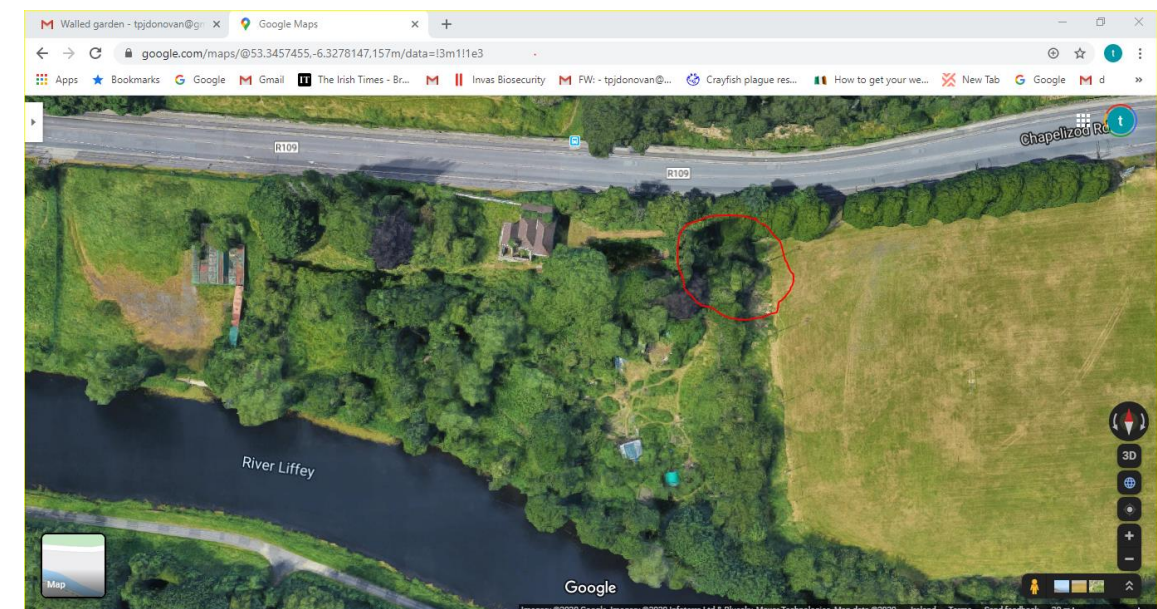 Walled garden - tpjdonovan@gm
Google Maps
google.com/maps/@53.3457455,-6.3278147,157m/data=!3m1!1e3
t
Apps Bookmarks Google Gmail The Irish Times - Br... Invas Biosecurity FW: - tpjdonovan@... Crayfish plague res... How to get your we... New Tab Google d »
t
Chapelizod Rd
R109
R109
River Liffey
3D
Map
Google